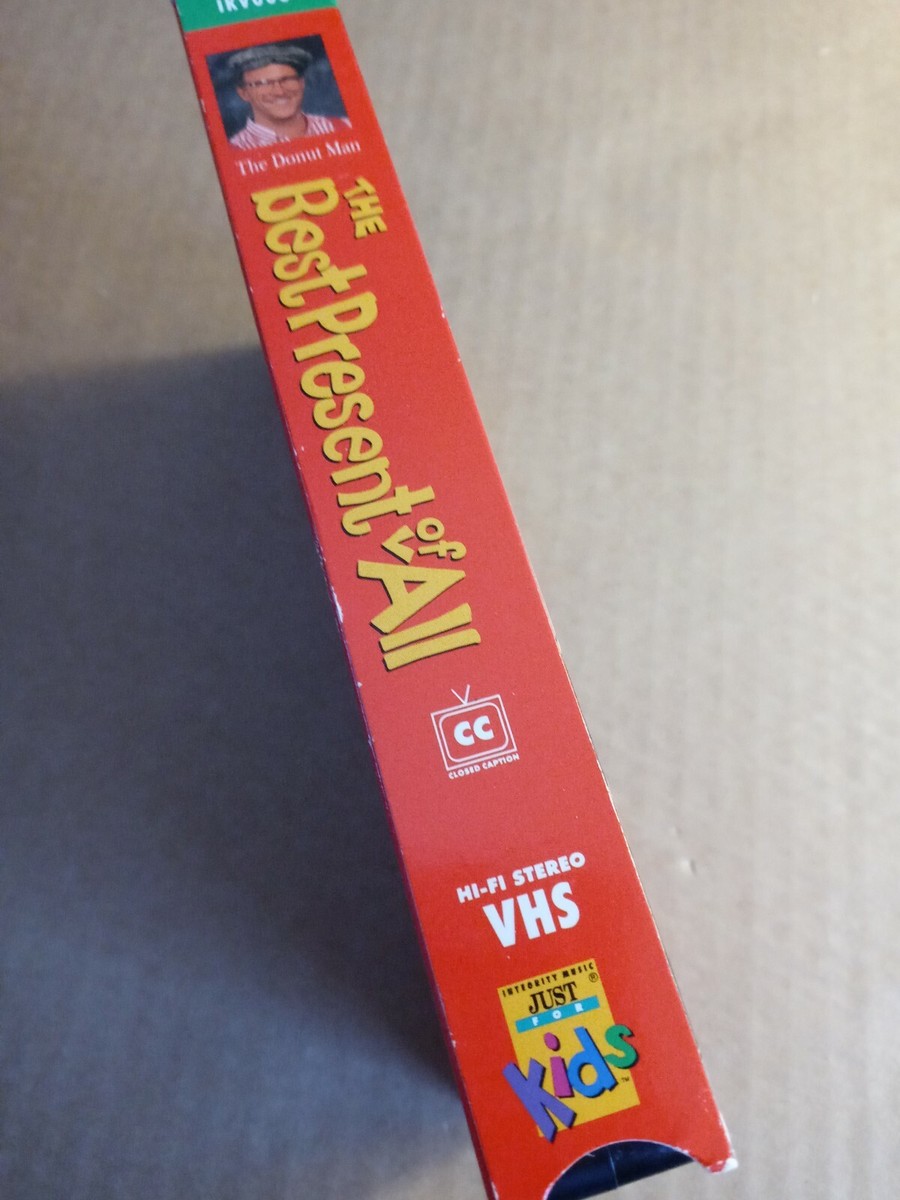 The Donut Man
THE
Best Present
of
All
CC
CLOSED CAPTION
HI-FI STEREO
VHS
INTEGRITY MUSIC
JUST ®
FOR
Kids ™